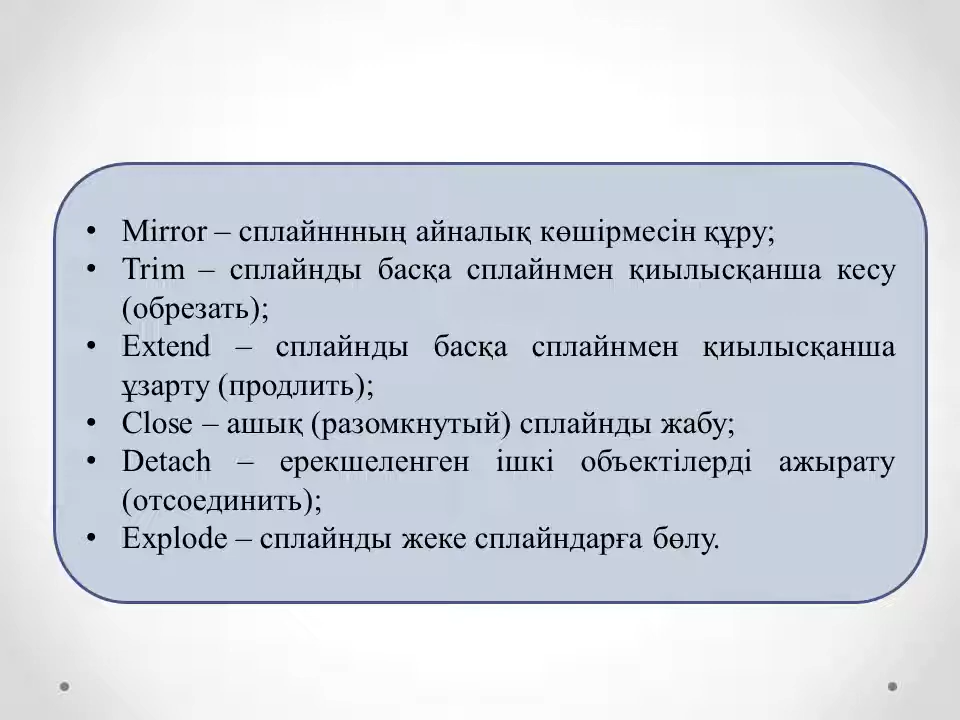 • Mirror – сплайннның айналық көшірмесін құру;
• Trim – сплайнды басқа сплайнмен қиылысқанша кесу
(обрезать);
• Extend – сплайнды басқа сплайнмен қиылысқанша
ұзарту (продлить);
• Close – ашық (разомкнутый) сплайнды жабу;
• Detach – ерекшеленген ішкі объектілерді ажырату
(отсоединить);
• Explode – сплайнды жеке сплайндарға бөлу.